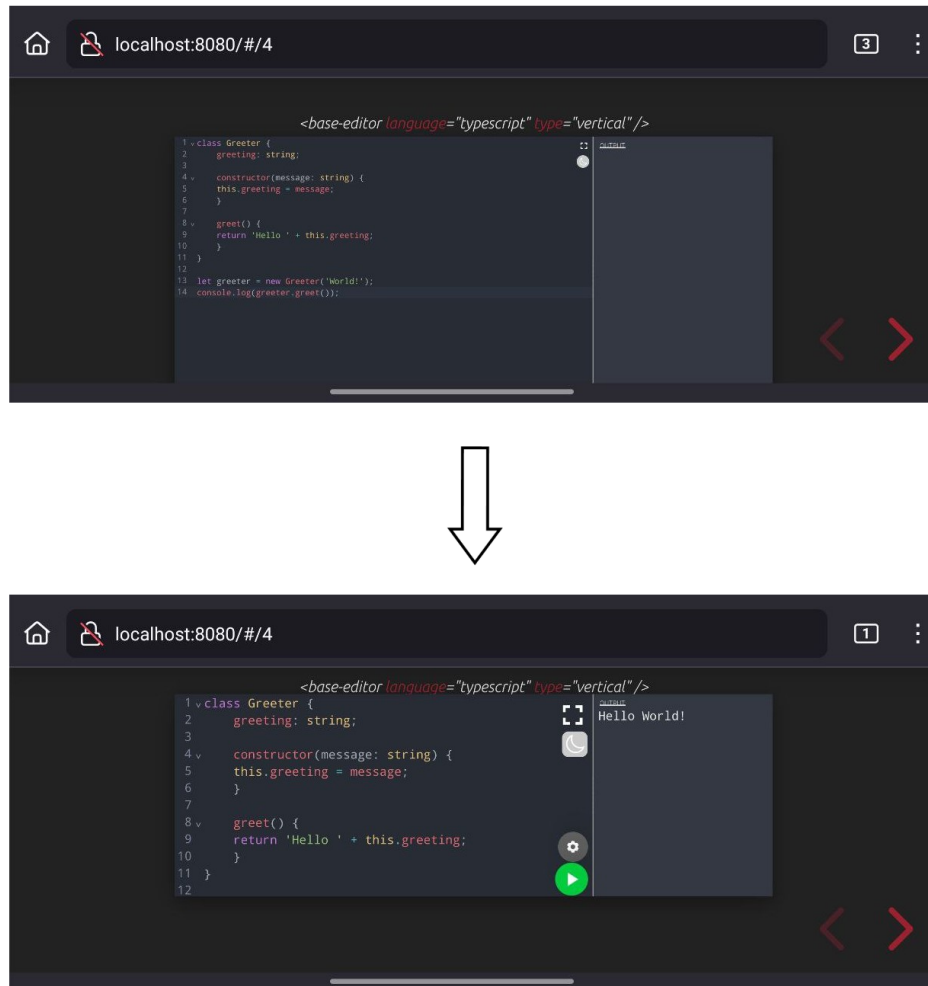 localhost:8080/#/4
3
<base-editor language="typescript" type="vertical"/>
1 class Greeter {
OUTPUT
2 greeting: string;
3
4 constructor(message: string) {
5 this.greeting = message;
6 }
7
8 greet() {
9 return 'Hello ' + this.greeting;
10 }
11 }
12
13 let greeter = new Greeter('World!');
14 console.log(greeter.greet());
localhost:8080/#/4
1
<base-editor language="typescript" type="vertical"/>
1 class Greeter {
OUTPUT
2 greeting: string;
Hello World!
3
4 constructor(message: string) {
5 this.greeting = message;
6 }
7
8 greet() {
9 return 'Hello ' + this.greeting;
10 }
11 }
12